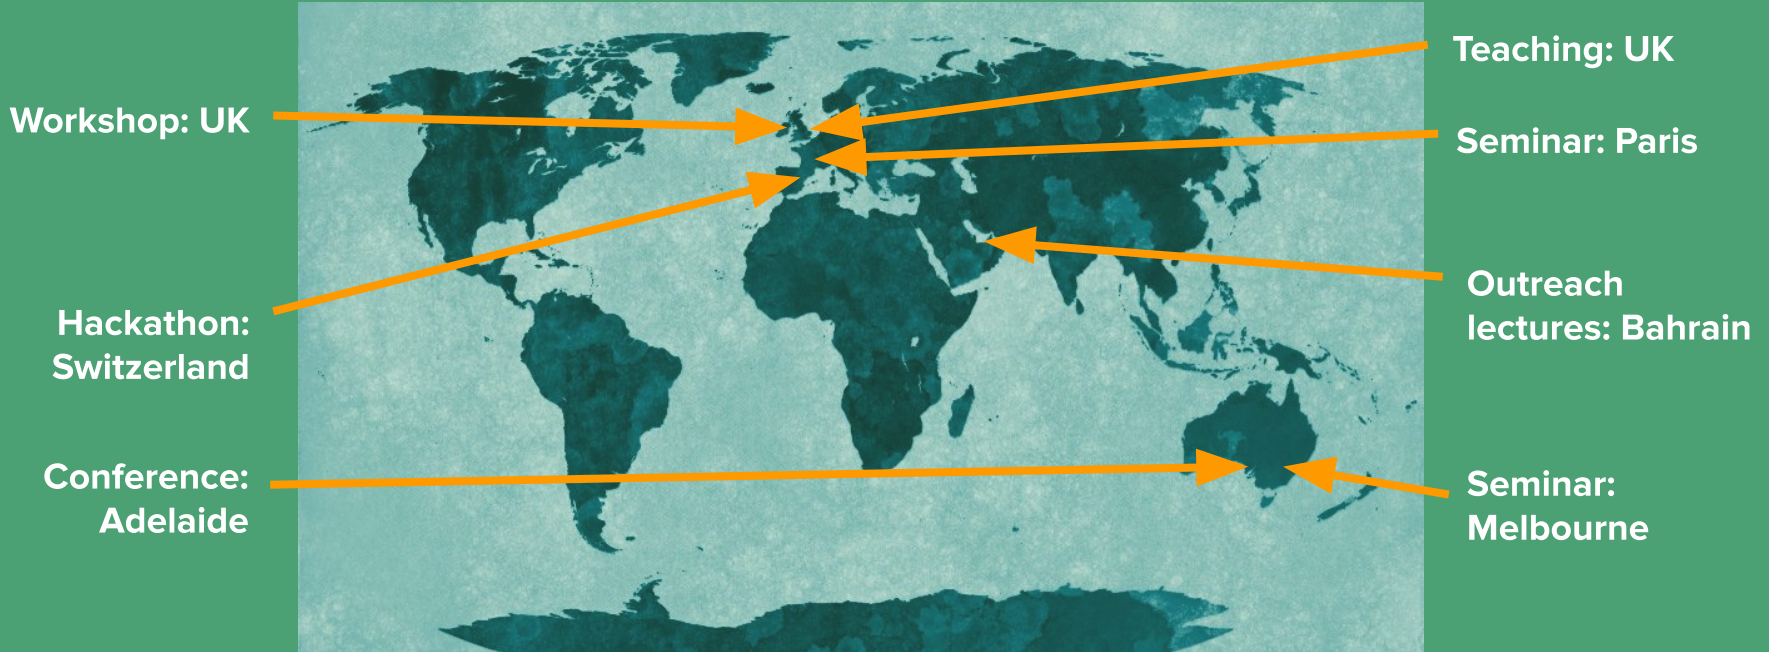 Workshop: UK
Hackathon:
Switzerland
Conference:
Adelaide
Teaching: UK
Seminar: Paris
Outreach
lectures: Bahrain
Seminar:
Melbourne